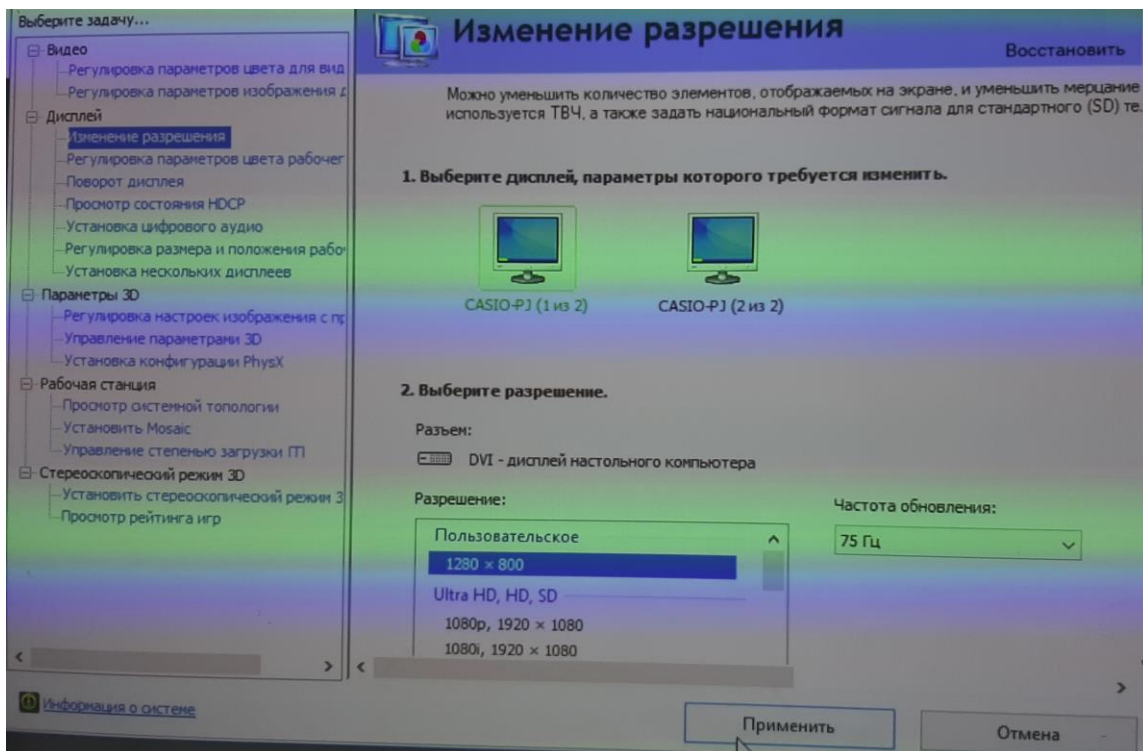 Выберите задачу...
Видео
Регулировка параметров цвета для вид
Регулировка параметров изображения д
Дисплей
Изменение разрешения
Регулировка параметров цвета рабочег
Поворот дисплея
Просмотр состояния HDCP
Установка цифрового аудио
Регулировка размера и положения рабоч
Установка нескольких дисплеев
Параметры 3D
Регулировка настроек изображения с пр
Управление параметрами 3D
Установка конфигурации PhysX
Рабочая станция
Просмотр системной топологии
Установить Mosaic
Управление степенью загрузки ГП
Стереоскопический режим 3D
Установить стереоскопический режим 3
Просмотр рейтинга игр
Информация о системе
Изменение разрешения
Восстановить
Можно уменьшить количество элементов, отображаемых на экране, и уменьшить мерцание
используется ТВЧ, а также задать национальный формат сигнала для стандартного (SD) те.
1. Выберите дисплей, параметры которого требуется изменить.
CASIO-PJ (1 из 2) CASIO-PJ (2 из 2)
2. Выберите разрешение.
Разъем:
DVI - дисплей настольного компьютера
Разрешение:
Пользовательское
1280 × 800
Ultra HD, HD, SD
1080p, 1920 × 1080
1080i, 1920 × 1080
Частота обновления:
75 Гц
Применить
Отмена